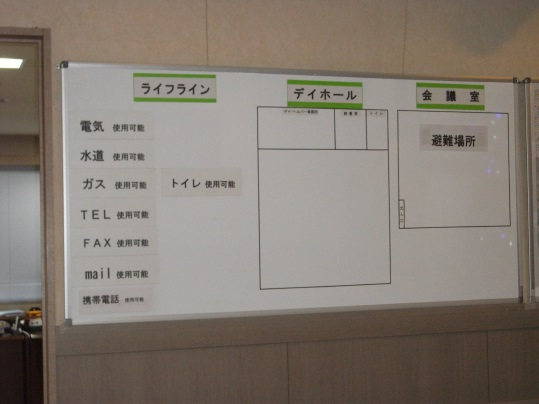 ライフライン
電気 使用可能
水道 使用可能
ガス 使用可能
トイレ 使用可能
TEL 使用可能
FAX 使用可能
mail 使用可能
携帯電話 使用可能
デイホール
トイレ
会議室
避難場所